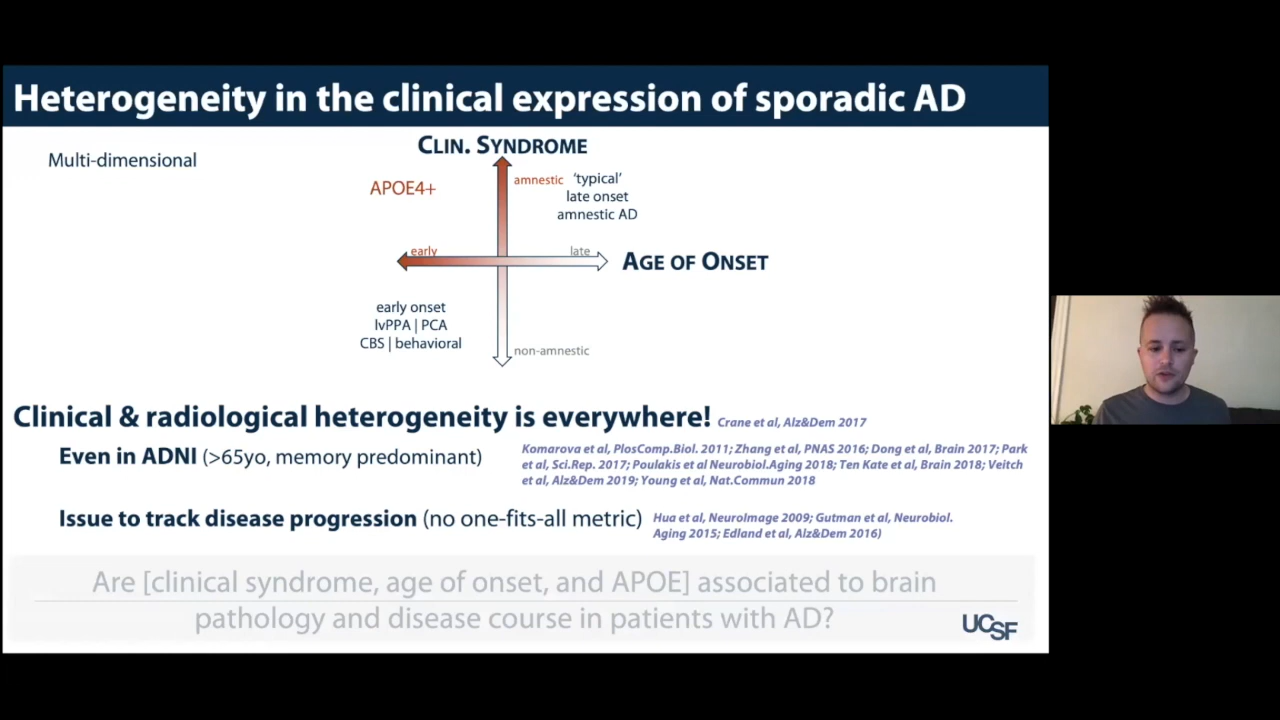 Heterogeneity in the clinical expression of sporadic AD
Multi-dimensional
CLIN. SYNDROME
APOE4+
amnestic
'typical'
late onset
amnestic AD
early
late
AGE OF ONSET
early onset
lvPPA | PCA
CBS | behavioral
non-amnestic
Clinical & radiological heterogeneity is everywhere! Crane et al, Alz&Dem 2017
Even in ADNI (>65yo, memory predominant)
Komarova et al, PlosComp.Biol. 2011; Zhang et al, PNAS 2016; Dong et al, Brain 2017; Park
et al, Sci.Rep. 2017; Poulakis et al Neurobiol.Aging 2018; Ten Kate et al, Brain 2018; Veitch
et al, Alz&Dem 2019; Young et al, Nat.Commun 2018
Issue to track disease progression (no one-fits-all metric)
Hua et al, NeuroImage 2009; Gutman et al, Neurobiol.
Aging 2015; Edland et al, Alz&Dem 2016)
Are [clinical syndrome, age of onset, and APOE] associated to brain
pathology and disease course in patients with AD?
UCSF